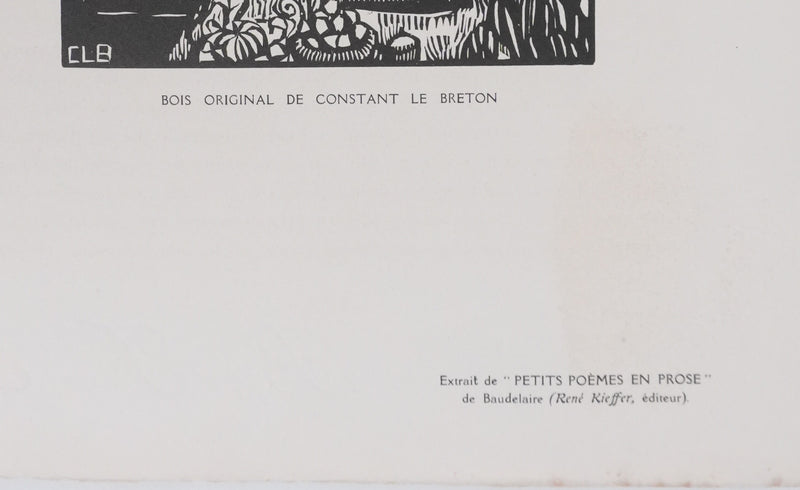 CLB
BOIS ORIGINAL DE CONSTANT LE BRETON
Extrait de " PETITS POÈMES EN PROSE "
de Baudelaire (René Kieffer, éditeur).